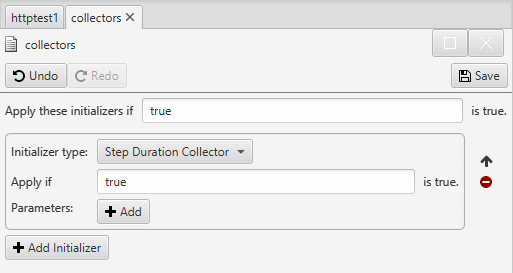 httptest1 collectors
collectors
Undo Redo Save
Apply these initializers if true is true.
Initializer type: Step Duration Collector
Apply if true is true.
Parameters: Add
Add Initializer